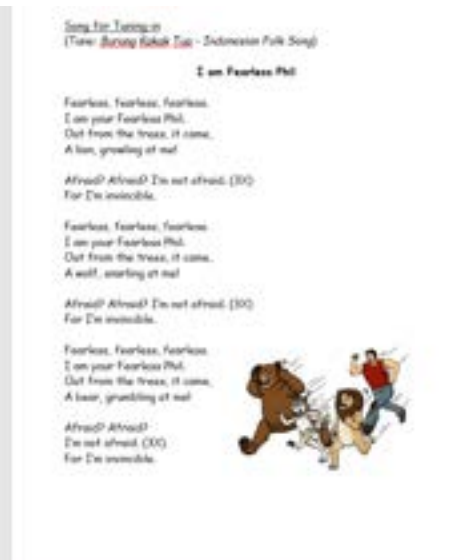 Song for Tuning in
(Tune: Burung Kakak Tua - Indonesian Folk Song)
I am Fearless Phil
Fearless, fearless, fearless.
I am your Fearless Phil.
Out from the trees, it came,
A lion, growling at me!
Afraid? Afraid? I'm not afraid. (3X)
For I'm invincible.
Fearless, fearless, fearless.
I am your Fearless Phil.
Out from the trees, it came,
A wolf, snarling at me!
Afraid? Afraid? I'm not afraid. (3X)
For I'm invincible.
Fearless, fearless, fearless.
I am your Fearless Phil.
Out from the trees, it came,
A bear, grumbling at me!
Afraid? Afraid?
I'm not afraid. (3X)
For I'm invincible.